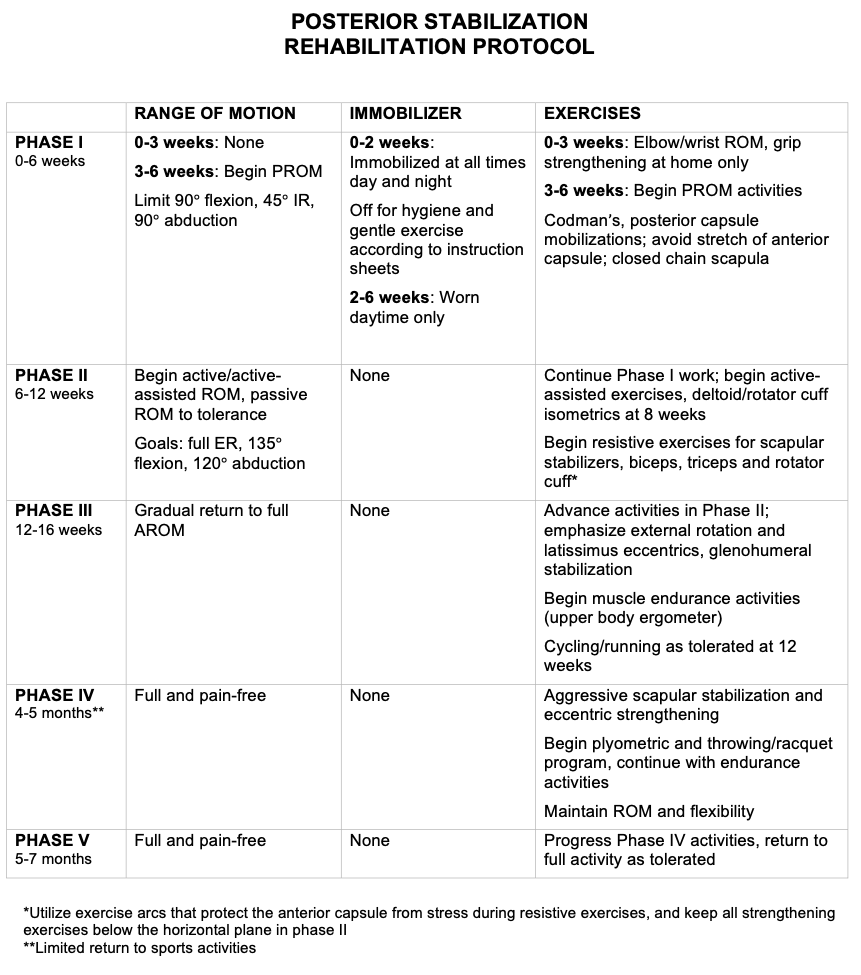 POSTERIOR STABILIZATION
REHABILITATION PROTOCOL
RANGE OF MOTION
IMMOBILIZER
EXERCISES
PHASE I
0-6 weeks
0-3 weeks: None
3-6 weeks: Begin PROM
Limit 90° flexion, 45° IR,
90° abduction
0-2 weeks:
Immobilized at all times
day and night
Off for hygiene and
gentle exercise
according to instruction
sheets
2-6 weeks: Worn
daytime only
0-3 weeks: Elbow/wrist ROM, grip
strengthening at home only
3-6 weeks: Begin PROM activities
Codman's, posterior capsule
mobilizations; avoid stretch of anterior
capsule; closed chain scapula
PHASE II
6-12 weeks
Begin active/active-
assisted ROM, passive
ROM to tolerance
Goals: full ER, 135°
flexion, 120° abduction
None
Continue Phase I work; begin active-
assisted exercises, deltoid/rotator cuff
isometrics at 8 weeks
Begin resistive exercises for scapular
stabilizers, biceps, triceps and rotator
cuff*
PHASE III
12-16 weeks
Gradual return to full
AROM
None
Advance activities in Phase II;
emphasize external rotation and
latissimus eccentrics, glenohumeral
stabilization
Begin muscle endurance activities
(upper body ergometer)
Cycling/running as tolerated at 12
weeks
PHASE IV
4-5 months**
Full and pain-free
None
Aggressive scapular stabilization and
eccentric strengthening
Begin plyometric and throwing/racquet
program, continue with endurance
activities
Maintain ROM and flexibility
PHASE V
5-7 months
Full and pain-free
None
Progress Phase IV activities, return to
full activity as tolerated
*Utilize exercise arcs that protect the anterior capsule from stress during resistive exercises, and keep all strengthening
exercises below the horizontal plane in phase II
**Limited return to sports activities